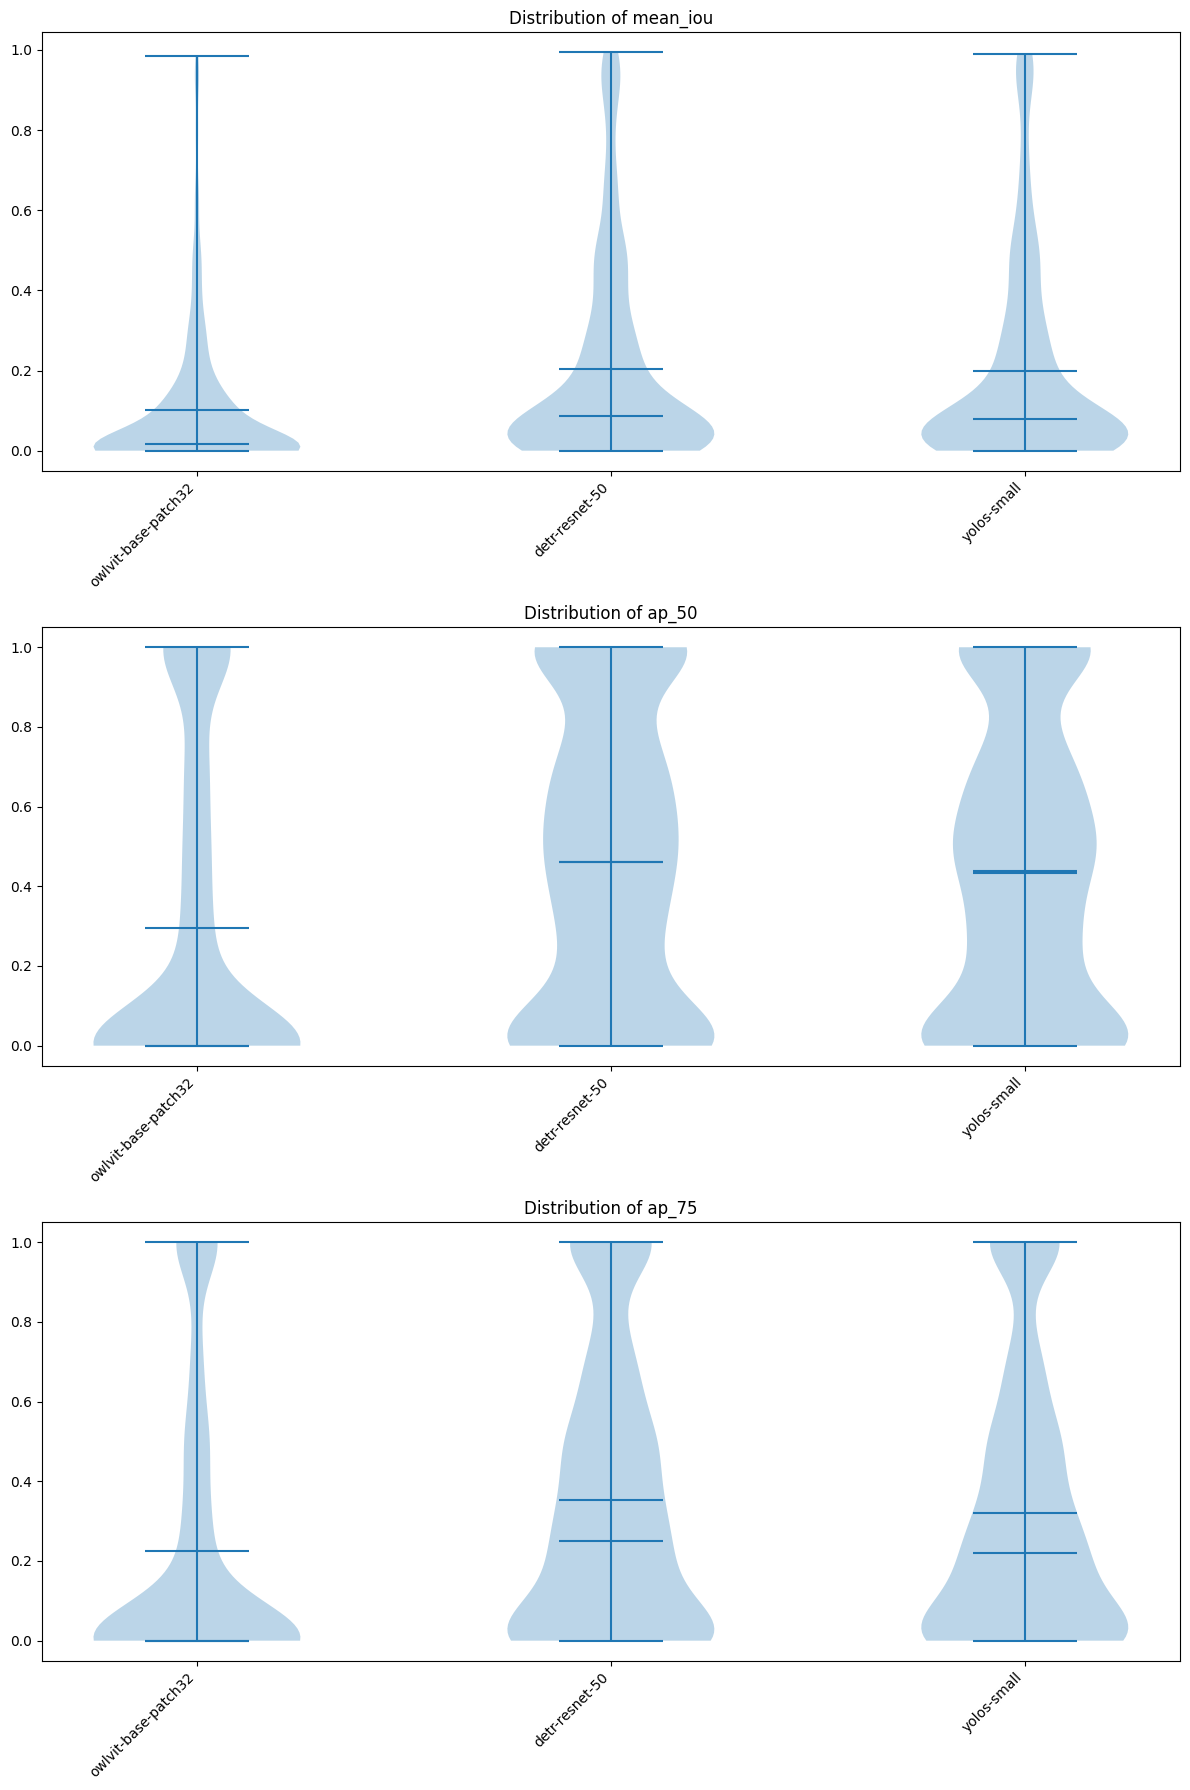 Distribution of mean_iou
1.0
0.8
0.6
0.4
0.2
0.0
owlvit-base-patch32
detr-resnet-50
yolos-small
Distribution of ap_50
1.0
0.8
0.6
0.4
0.2
0.0
owlvit-base-patch32
detr-resnet-50
yolos-small
Distribution of ap_75
1.0
0.8
0.6
0.4
0.2
0.0
owlvit-base-patch32
detr-resnet-50
yolos-small